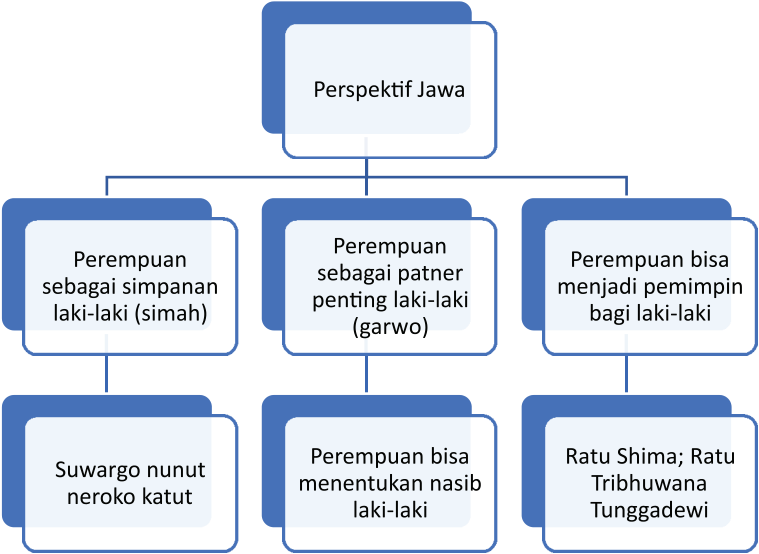 Perspektif Jawa
Perempuan
sebagai simpanan
laki-laki (simah)
Perempuan
sebagai patner
penting laki-laki
(garwo)
Perempuan bisa
menjadi pemimpin
bagi laki-laki
Suwargo nunut
neroko katut
Perempuan bisa
menentukan nasib
laki-laki
Ratu Shima; Ratu
Tribhuwana
Tunggadewi